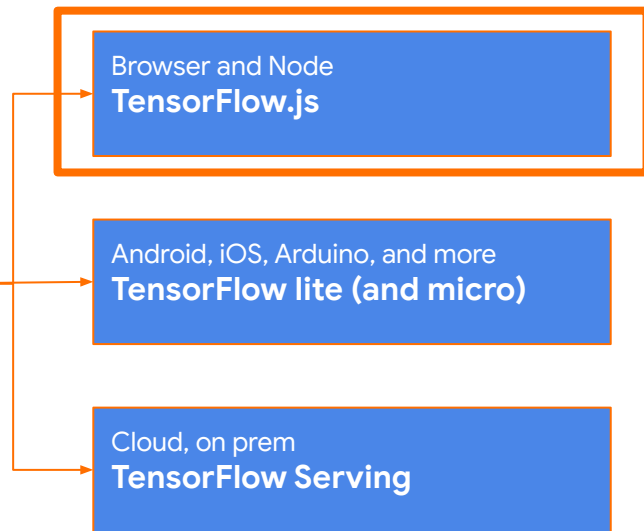 Browser and Node
TensorFlow.js
Android, iOS, Arduino, and more
TensorFlow lite (and micro)
Cloud, on prem
TensorFlow Serving